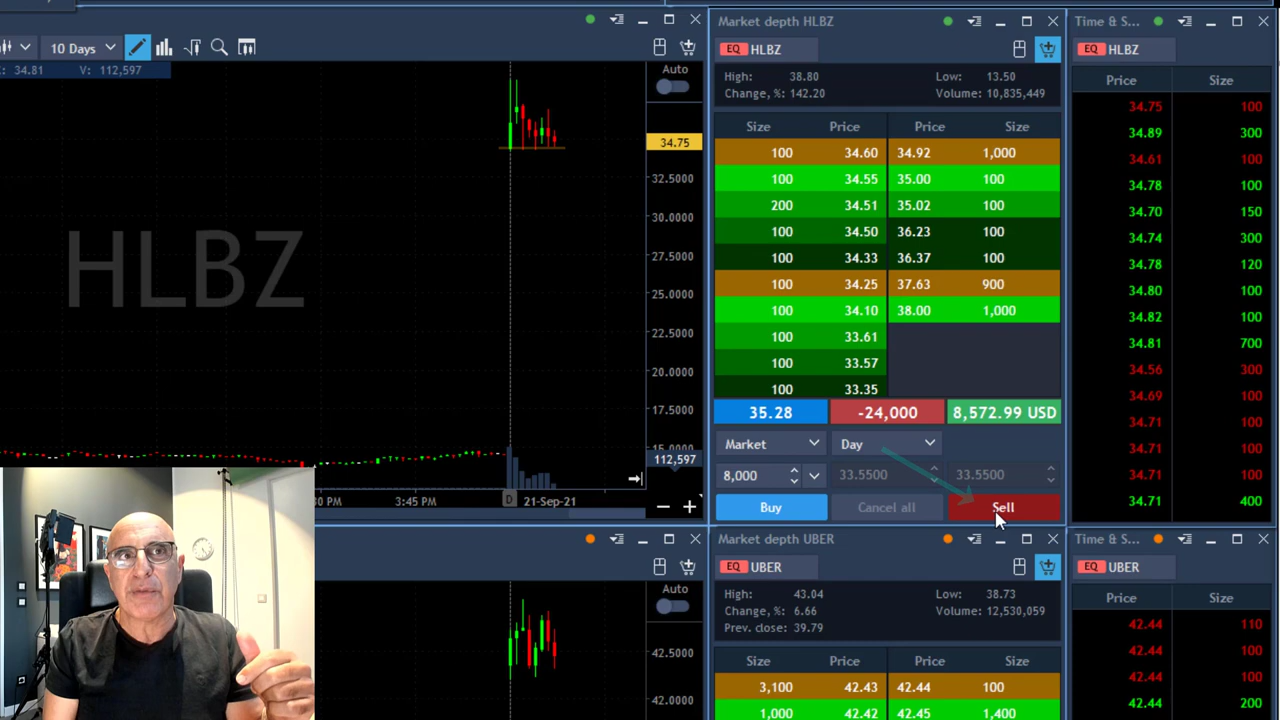 10 Days
: 34.81 V: 112,597
HLBZ
Auto
34.75
32.5000
30.0000
27.5000
25.0000
22.5000
20.0000
17.5000
15.0000
112,597
30 PM 3:45 PM D 21-Sep-21
Market depth HLBZ
EQ HLBZ
High: 38.80 Low: 13.50
Change, %: 142.20 Volume: 10,835,449
Size Price Price Size
100 34.60 34.92 1,000
100 34.55 35.00 100
200 34.51 35.02 100
100 34.50 36.23 100
100 34.33 36.37 100
100 34.25 37.63 900
100 34.10 38.00 1,000
100 33.61
100 33.57
100 33.35
35.28 -24,000 8,572.99 USD
Market Day
8,000 33.5500 33.5500
Buy Cancel all Sell
Time & S...
EQ HLBZ
Price Size
34.75 100
34.89 300
34.61 100
34.78 100
34.70 150
34.74 300
34.78 120
34.80 100
34.82 100
34.81 700
34.56 300
34.69 100
34.71 100
34.71 100
34.71 100
34.71 400
Auto
42.5000
42.0000
Market depth UBER
EQ UBER
High: 43.04 Low: 38.73
Change, %: 6.66 Volume: 12,530,059
Prev. close: 39.79
Size Price Price Size
3,100 42.43 42.44 100
1,000 42.42 42.45 1,400
Time & S...
EQ UBER
Price Size
42.44 110
42.44 100
42.44 100
42.44 200